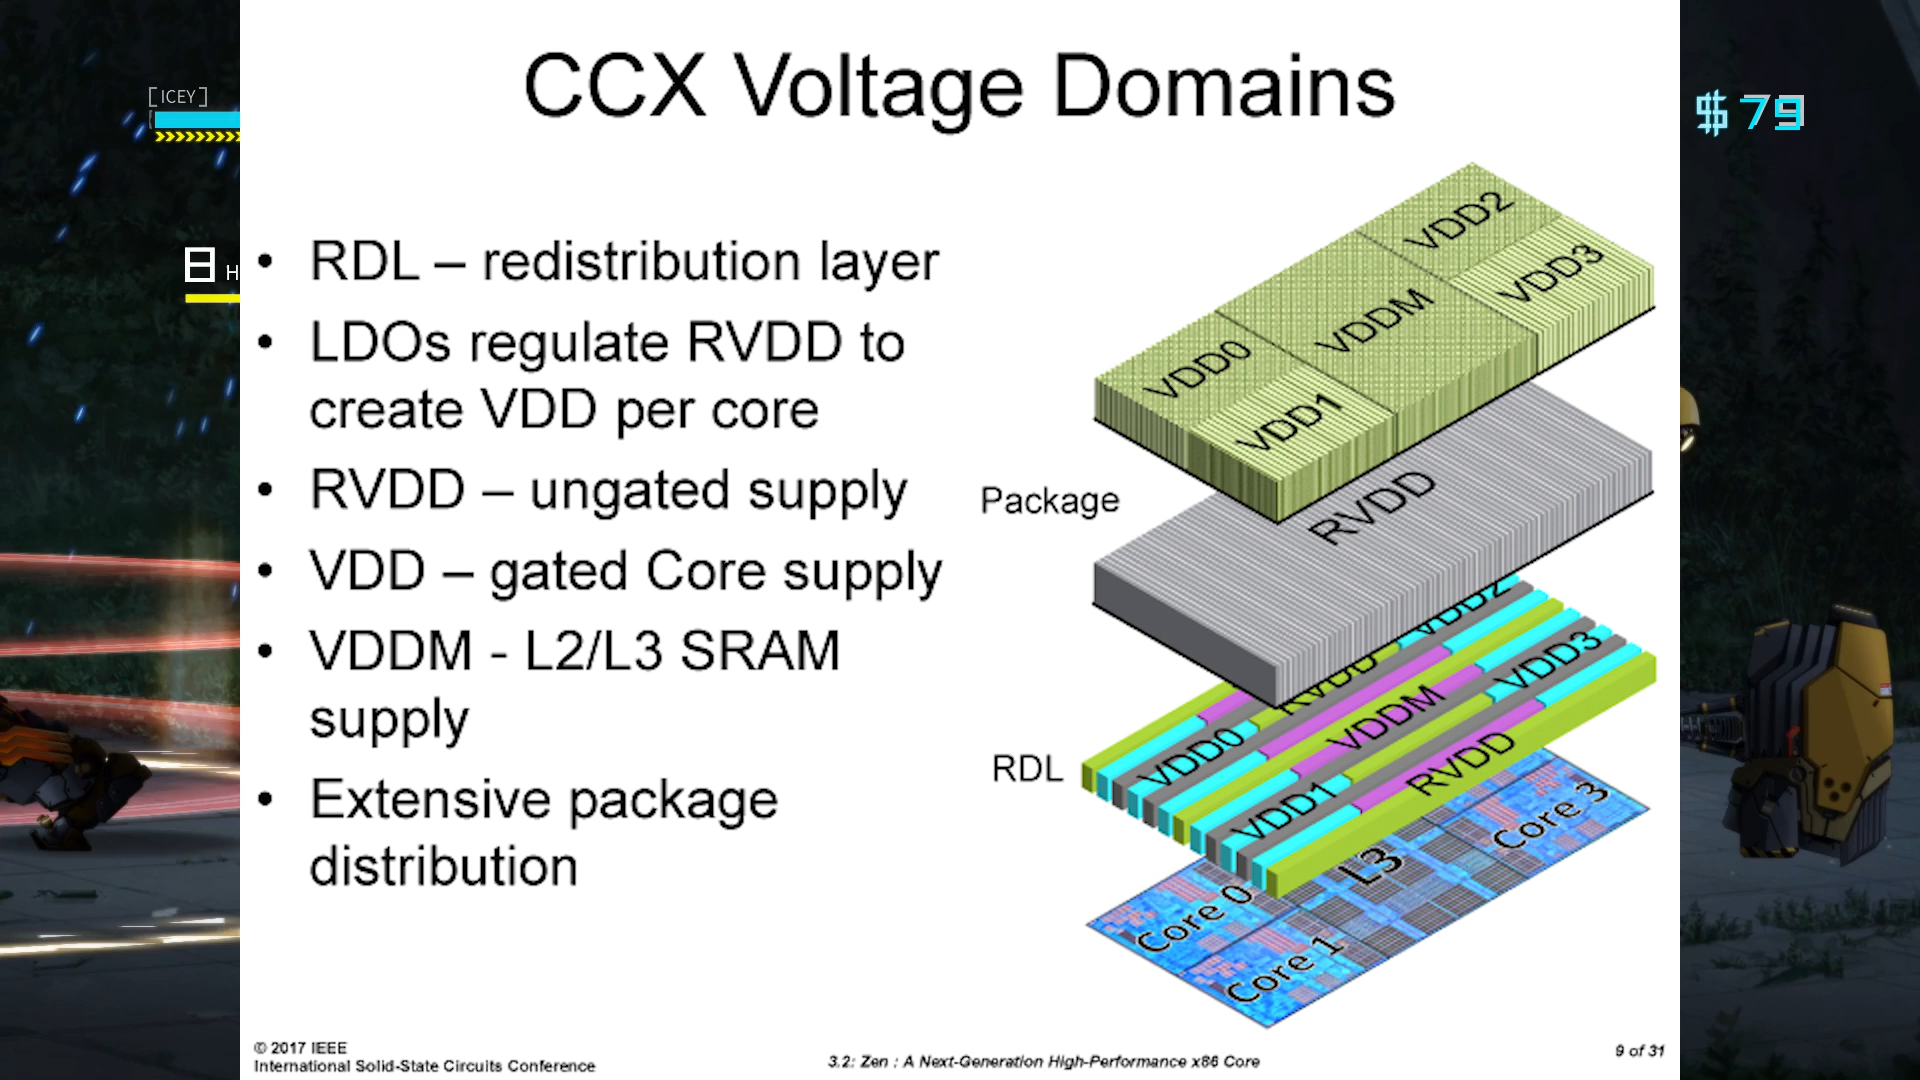 CCX Voltage Domains
[ICEY]
$ 79
H
• RDL – redistribution layer
• LDOs regulate RVDD to
create VDD per core
• RVDD – ungated supply
• VDD – gated Core supply
• VDDM - L2/L3 SRAM
supply
• Extensive package
distribution
VDD2
VDD3
VDDM
VDD0
VDD1
Package
RVDD
VDD2
VDD3
RVDD
VDDM
VDD0
RDL
RVDD
VDD1
Core 3
L3
Core 0
Core 1
© 2017 IEEE
International Solid-State Circuits Conference
3.2: Zen : A Next-Generation High-Performance x86 Core
9 of 31